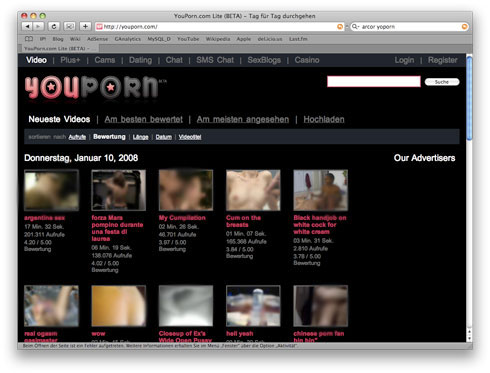 YouPorn.com Lite (BETA) – Tag für Tag durchgehen
http://youporn.com/
arcor yoporn
IP! Blog Wiki AdSense GAnalytics MySQL_D YouTube Wikipedia Apple del.icio.us Last.fm
YouPorn.com Lite (BETA) – ...
Video | Plus+ | Cams | Dating | Chat | SMS Chat | SexBlogs | Casino Login | Register
YOUPORN BETA
Suche
Neueste Videos | Am besten bewertet | Am meisten angesehen | Hochladen
sortieren nach Aufrufe | Bewertung | Länge | Datum | Videotitel
Donnerstag, Januar 10, 2008 Our Advertisers
argentina sex
17 Min, 32 Sek.
201.311 Aufrufe
4.20 / 5.00
Bewertung
forza Mara
pompino durante
una festa di
laurea
06 Min, 19 Sek.
138.076 Aufrufe
4.02 / 5.00
Bewertung
My Cumpilation
02 Min, 26 Sek.
46.701 Aufrufe
3.97 / 5.00
Bewertung
Cum on the
breasts
01 Min, 07 Sek.
165.368 Aufrufe
3.84 / 5.00
Bewertung
Black handjob on
white cock for
white cream
03 Min, 31 Sek.
2.810 Aufrufe
3.78 / 5.00
Bewertung
real ogasm
wow
Closeup of Ex's
Wide Open Pussy
hell yeah
chinese porn fan
bin bin"
Beim Öffnen der Seite ist ein Fehler aufgetreten. Weitere Informationen erhalten Sie im Menü „Fenster“ über die Option „Aktivität“.